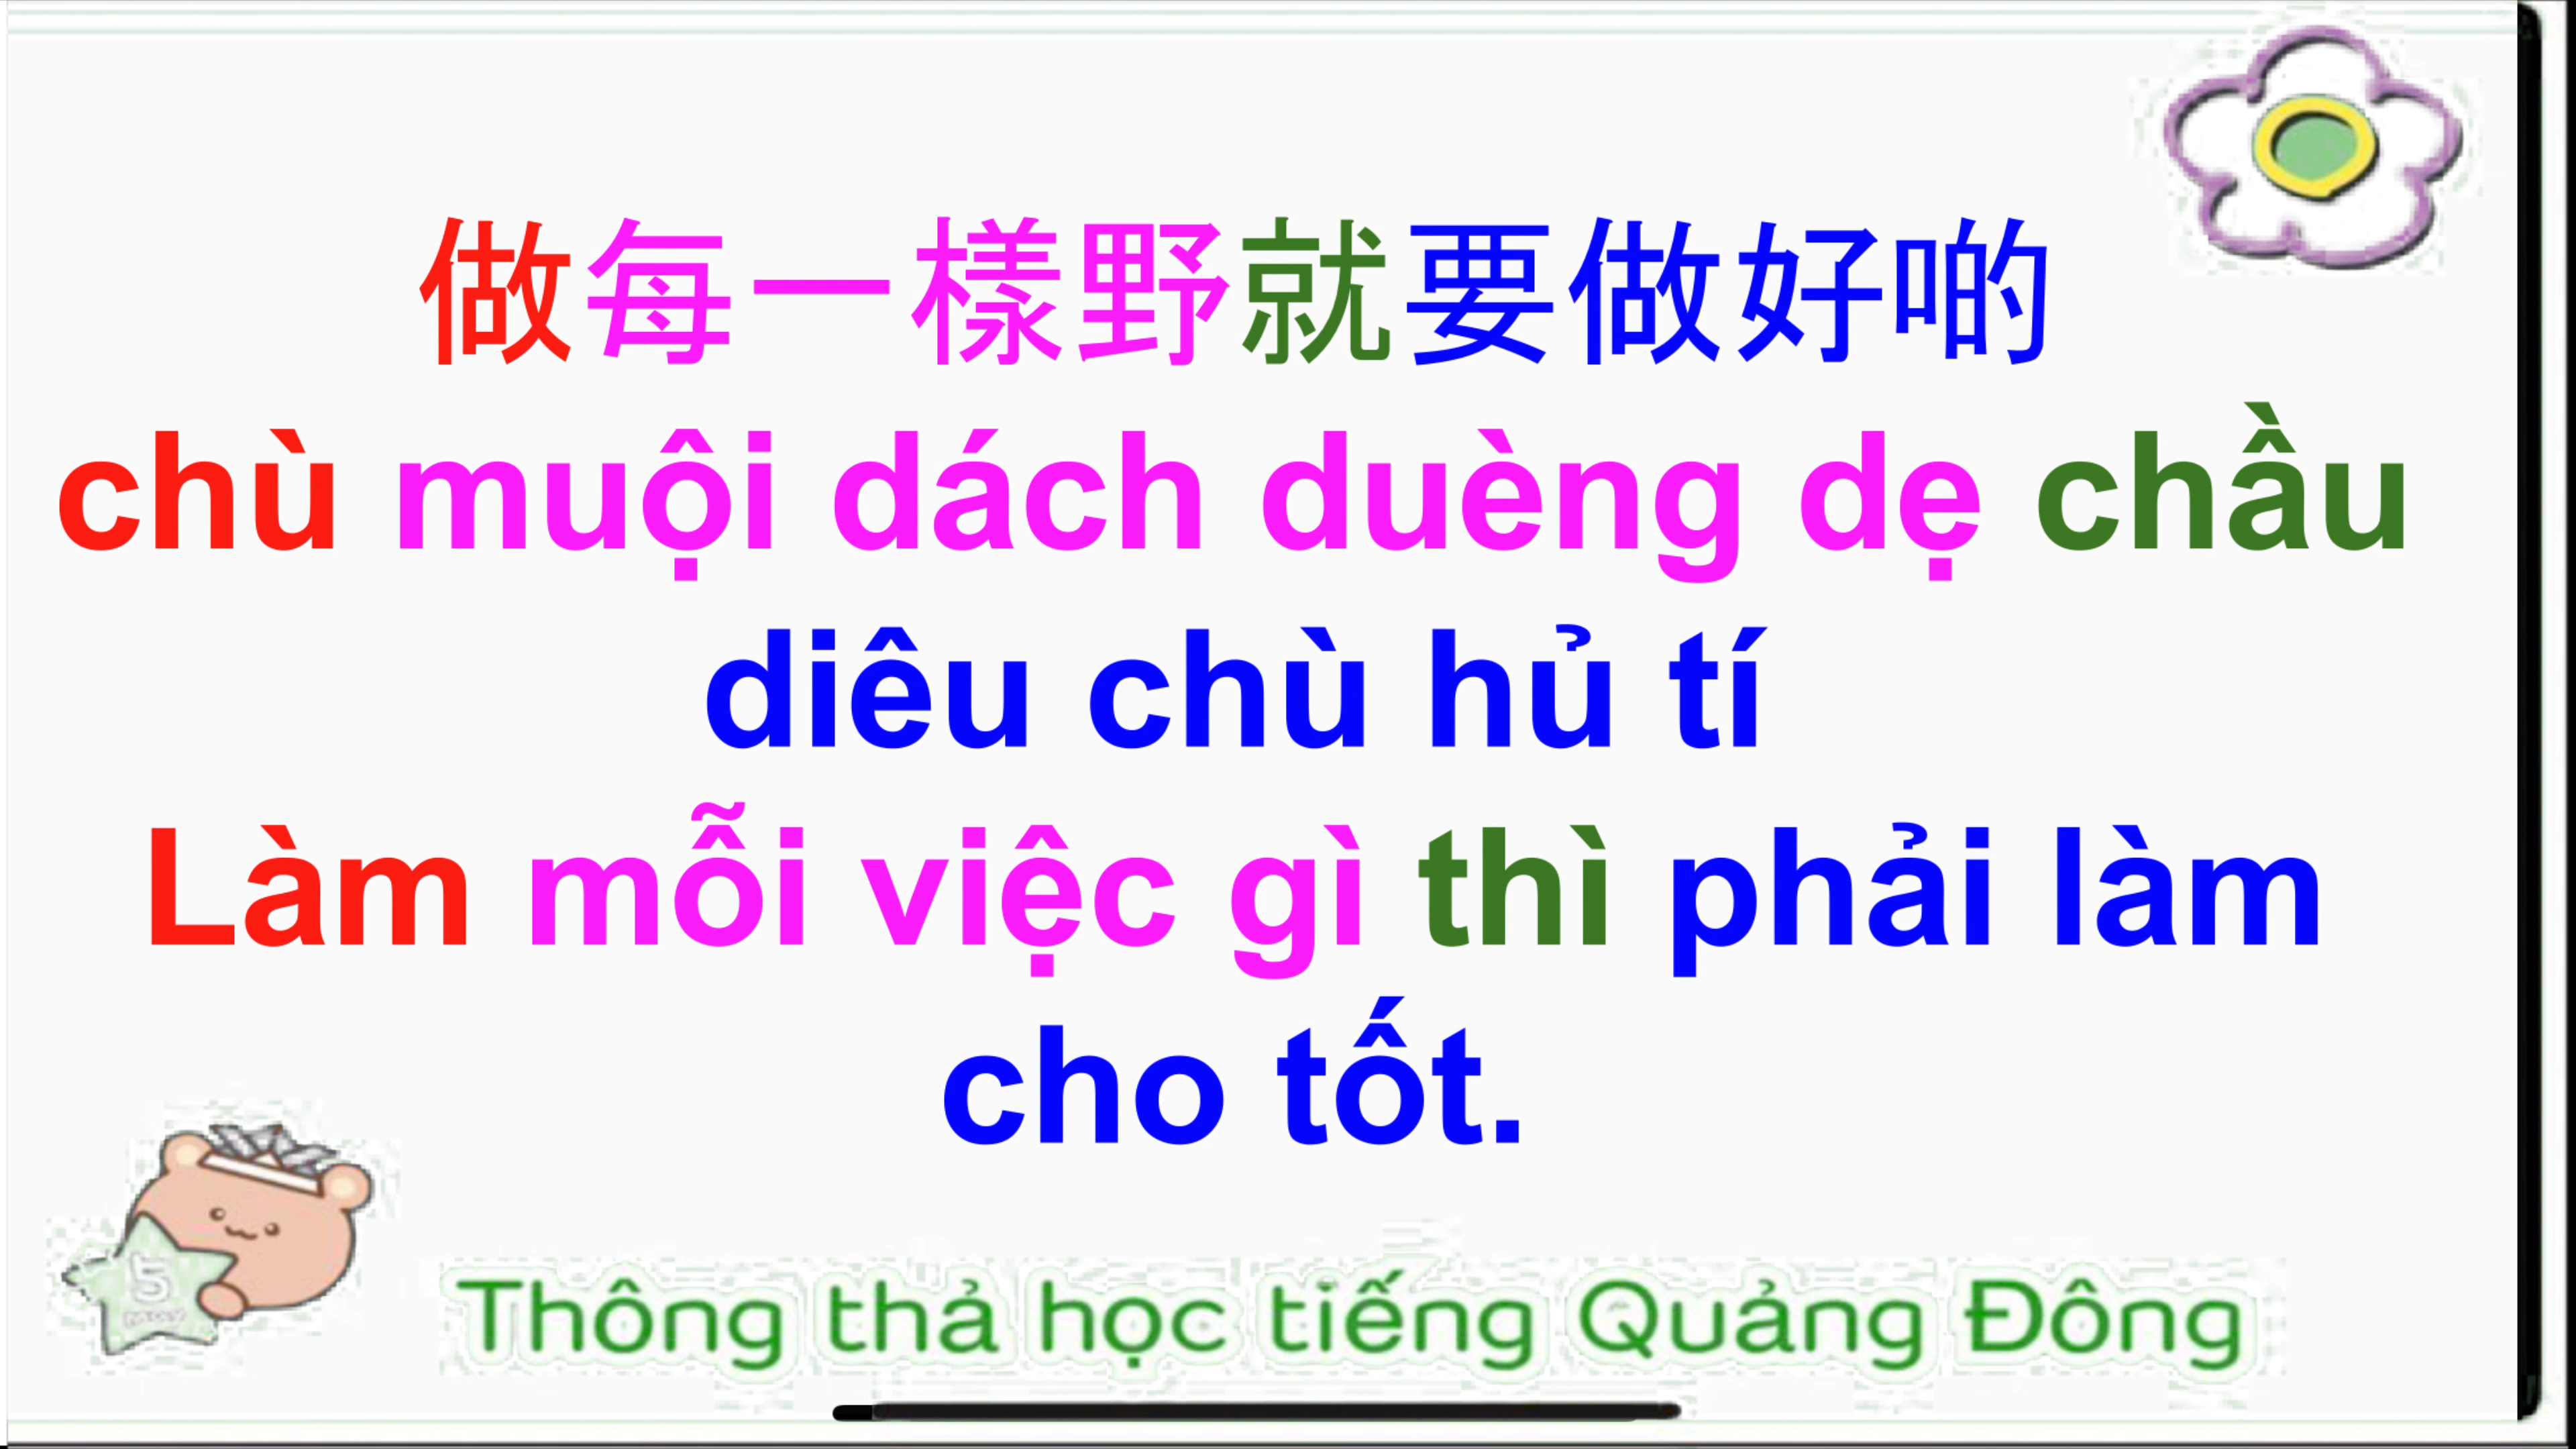 做每一樣野就要做好啲
chù muội dách duèng dẹ chầu
diêu chù hủ tí
Làm mỗi việc gì thì phải làm
cho tốt.
5
Thông thả học tiếng Quảng Đông